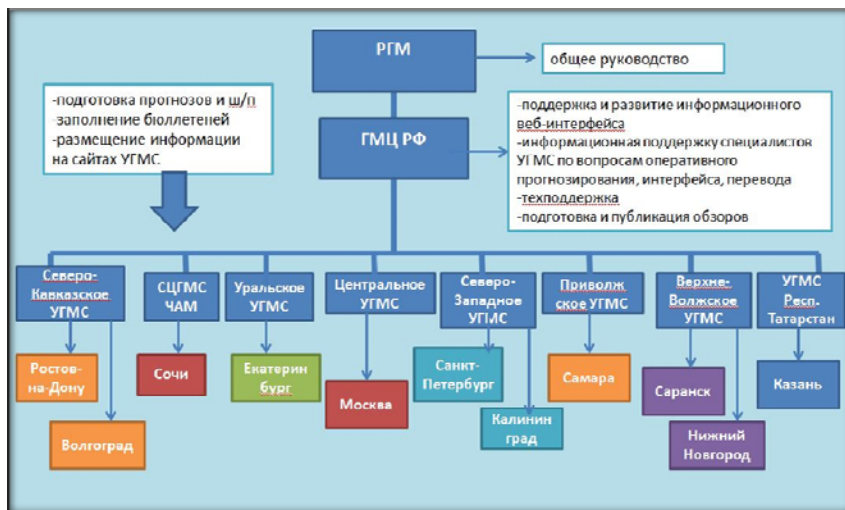 РГМ
общее руководство
-подготовка прогнозов и ш/п
-заполнение бюллетеней
-размещение информации
на сайтах УГМС
ГМЦ РФ
-поддержка и развитие информационного
веб-интерфейса
-информационная поддержку специалистов
УГМС по вопросам оперативного
прогнозирования, интерфейса, перевода
-техподдержка
-подготовка и публикация обзоров
Северо-
Кавказское
УГМС
СЦГМС
ЧАМ
Уральское
УГМС
Центральное
УГМС
Северо-
Западное
УГМС
Приволж
ское УГМС
Верхне-
Волжское
УГМС
УГМС
Респ.
Татарстан
Ростов-
на-Дону
Волгоград
Сочи
Екатерин
бург
Москва
Санкт-
Петербург
Калинин
град
Самара
Саранск
Нижний
Новгород
Казань